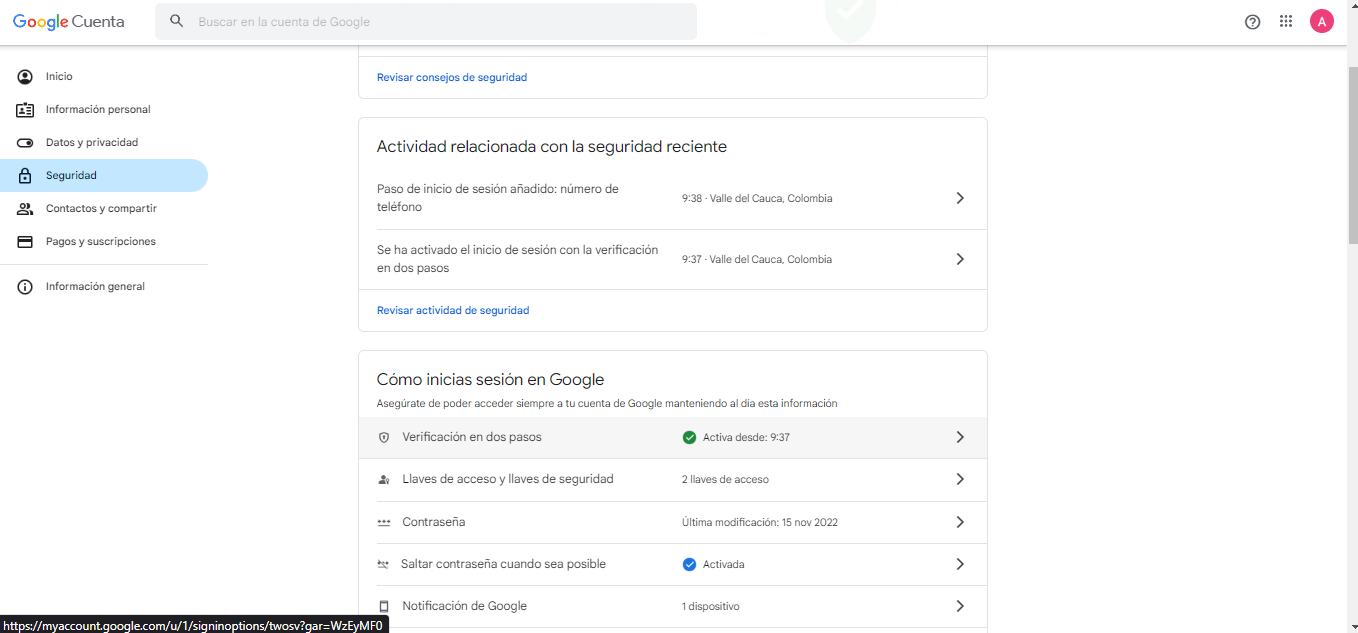 Google Cuenta
Buscar en la cuenta de Google
A
Inicio
Información personal
Datos y privacidad
Seguridad
Contactos y compartir
Pagos y suscripciones
Información general
Revisar consejos de seguridad
Actividad relacionada con la seguridad reciente
Paso de inicio de sesión añadido: número de
teléfono
9:38 · Valle del Cauca, Colombia
Se ha activado el inicio de sesión con la verificación
en dos pasos
9:37 · Valle del Cauca, Colombia
Revisar actividad de seguridad
Cómo inicias sesión en Google
Asegúrate de poder acceder siempre a tu cuenta de Google manteniendo al día esta información
Verificación en dos pasos
Activa desde: 9:37
Llaves de acceso y llaves de seguridad
2 llaves de acceso
Contraseña
Última modificación: 15 nov 2022
Saltar contraseña cuando sea posible
Activada
Notificación de Google
1 dispositivo
https://myaccount.google.com/u/1/signinoptions/twosv?gar=WzEyMF0